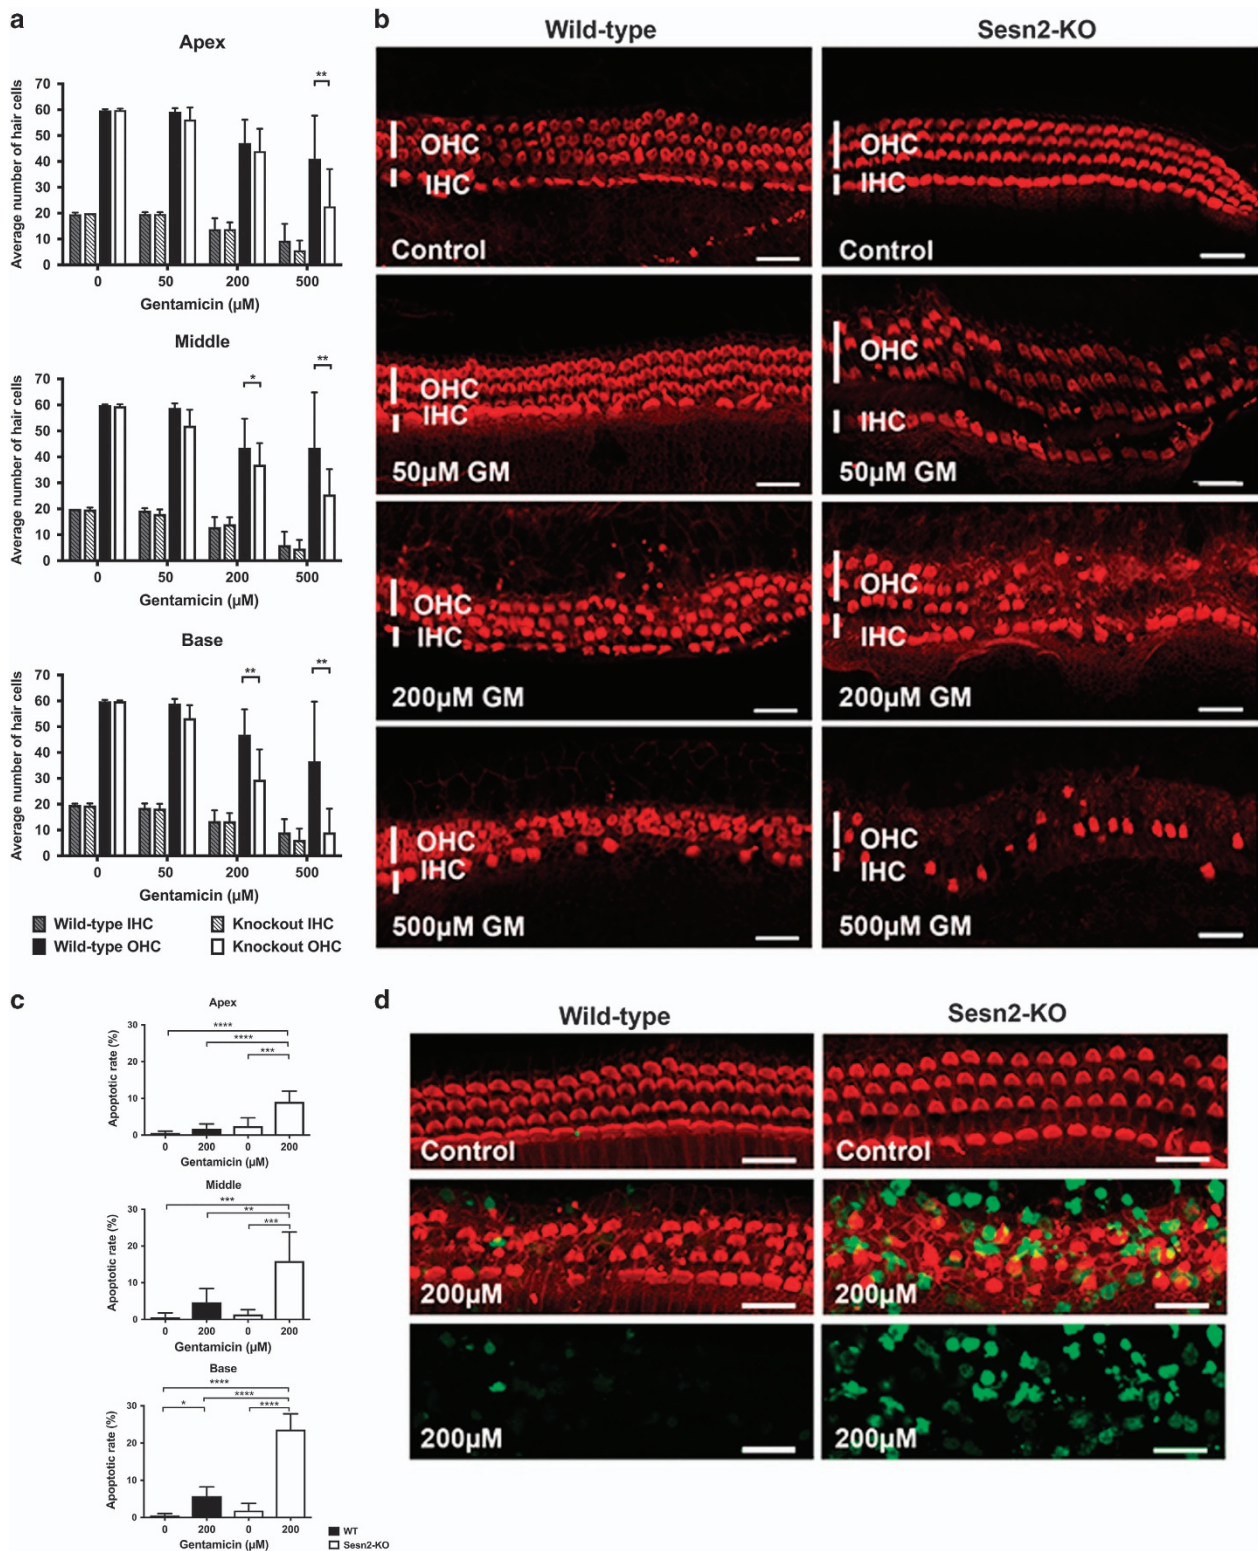 a
Apex
Average number of hair cells
70
60
50
40
30
20
10
0
**
0 50 200 500
Gentamicin (µM)
Middle
Average number of hair cells
70
60
50
40
30
20
10
0
* **
0 50 200 500
Gentamicin (µM)
Base
Average number of hair cells
70
60
50
40
30
20
10
0
** **
0 50 200 500
Gentamicin (µM)
Wild-type IHC Knockout IHC
Wild-type OHC Knockout OHC
b
Wild-type Sesn2-KO
OHC
IHC
Control
OHC
IHC
Control
OHC
IHC
50µM GM
OHC
IHC
50µM GM
OHC
IHC
200µM GM
OHC
IHC
200µM GM
OHC
IHC
500µM GM
OHC
IHC
500µM GM
c
Apex
Apoptotic rate (%)
30
20
10
0
****
****
***
0 200 0 200
Gentamicin (µM)
Middle
Apoptotic rate (%)
30
20
10
0
***
**
***
0 200 0 200
Gentamicin (µM)
Base
Apoptotic rate (%)
30
20
10
0
****
****
* ****
0 200 0 200
Gentamicin (µM)
WT
Sesn2-KO
d
Wild-type Sesn2-KO
Control Control
200µM 200µM
200µM 200µM